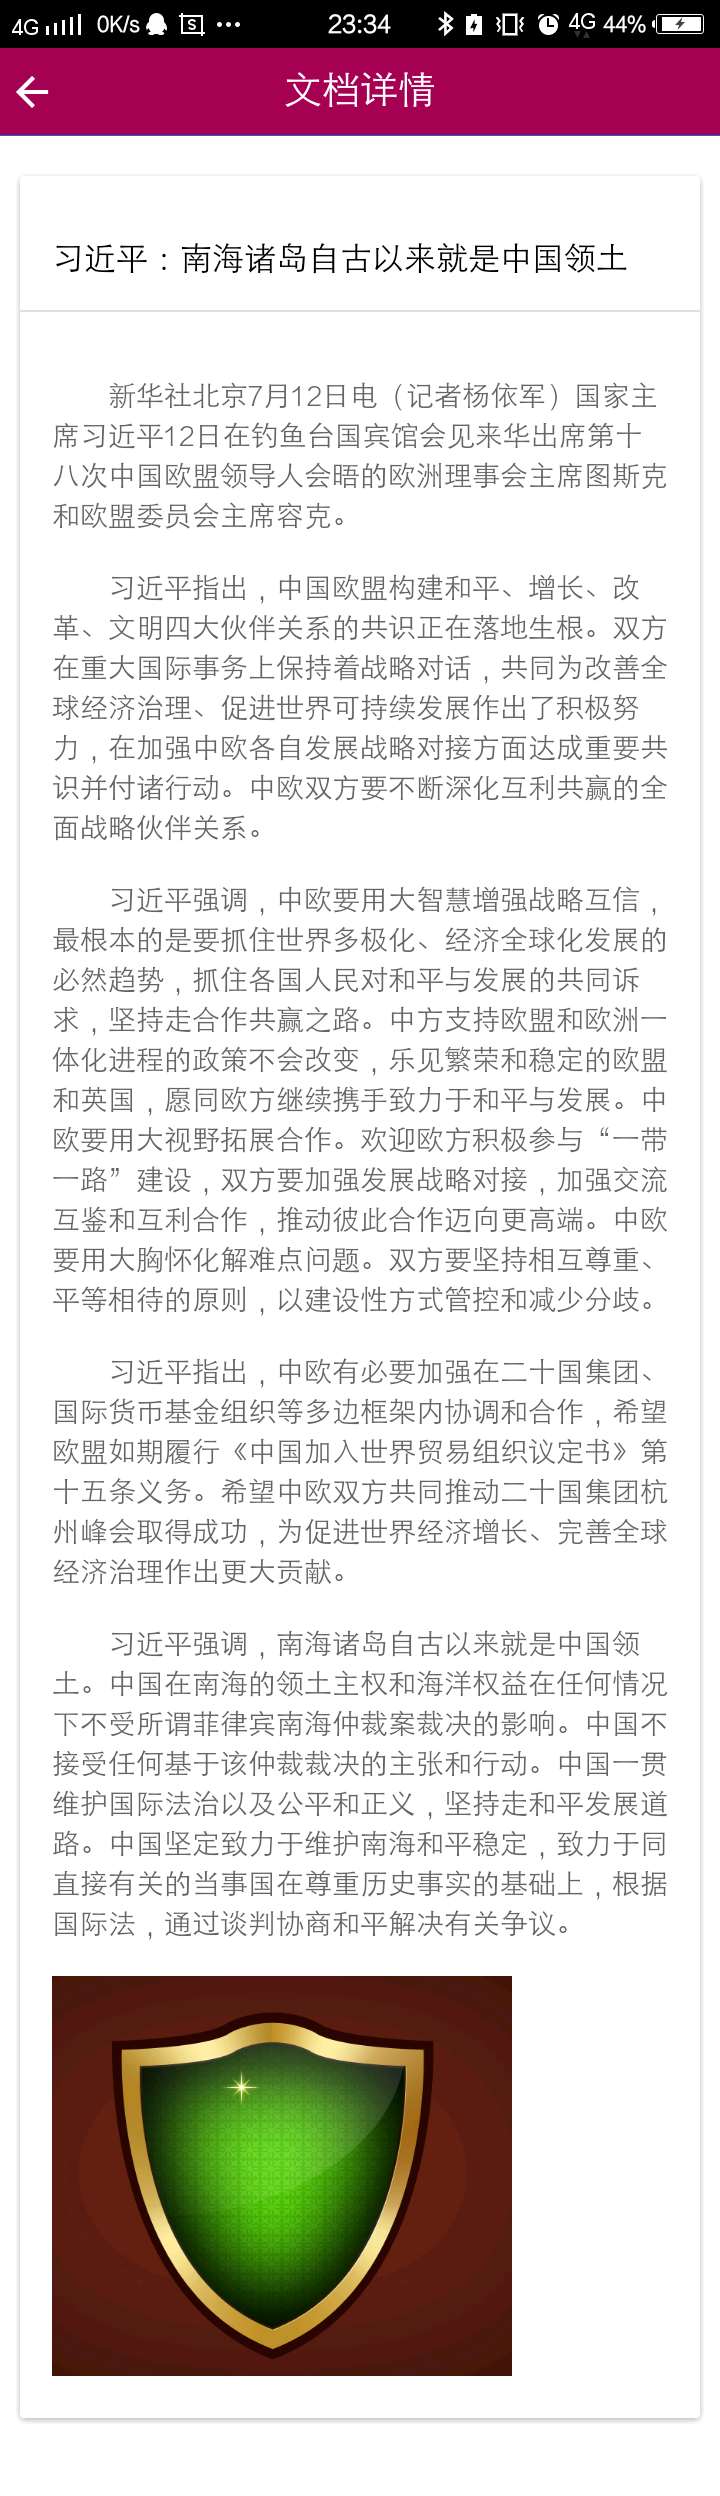 4G 0K/s S 23:34 4G 44%
文档详情
习近平：南海诸岛自古以来就是中国领土
新华社北京7月12日电（记者杨依军）国家主
席习近平12日在钓鱼台国宾馆会见来华出席第十
八次中国欧盟领导人会晤的欧洲理事会主席图斯克
和欧盟委员会主席容克。
习近平指出，中国欧盟构建和平、增长、改
革、文明四大伙伴关系的共识正在落地生根。双方
在重大国际事务上保持着战略对话，共同为改善全
球经济治理、促进世界可持续发展作出了积极努
力，在加强中欧各自发展战略对接方面达成重要共
识并付诸行动。中欧双方要不断深化互利共赢的全
面战略伙伴关系。
习近平强调，中欧要用大智慧增强战略互信，
最根本的是要抓住世界多极化、经济全球化发展的
必然趋势，抓住各国人民对和平与发展的共同诉
求，坚持走合作共赢之路。中方支持欧盟和欧洲一
体化进程的政策不会改变，乐见繁荣和稳定的欧盟
和英国，愿同欧方继续携手致力于和平与发展。中
欧要用大视野拓展合作。欢迎欧方积极参与“一带
一路”建设，双方要加强发展战略对接，加强交流
互鉴和互利合作，推动彼此合作迈向更高端。中欧
要用大胸怀化解难点问题。双方要坚持相互尊重、
平等相待的原则，以建设性方式管控和减少分歧。
习近平指出，中欧有必要加强在二十国集团、
国际货币基金组织等多边框架内协调和合作，希望
欧盟如期履行《中国加入世界贸易组织议定书》第
十五条义务。希望中欧双方共同推动二十国集团杭
州峰会取得成功，为促进世界经济增长、完善全球
经济治理作出更大贡献。
习近平强调，南海诸岛自古以来就是中国领
土。中国在南海的领土主权和海洋权益在任何情况
下不受所谓菲律宾南海仲裁案裁决的影响。中国不
接受任何基于该仲裁裁决的主张和行动。中国一贯
维护国际法治以及公平和正义，坚持走和平发展道
路。中国坚定致力于维护南海和平稳定，致力于同
直接有关的当事国在尊重历史事实的基础上，根据
国际法，通过谈判协商和平解决有关争议。